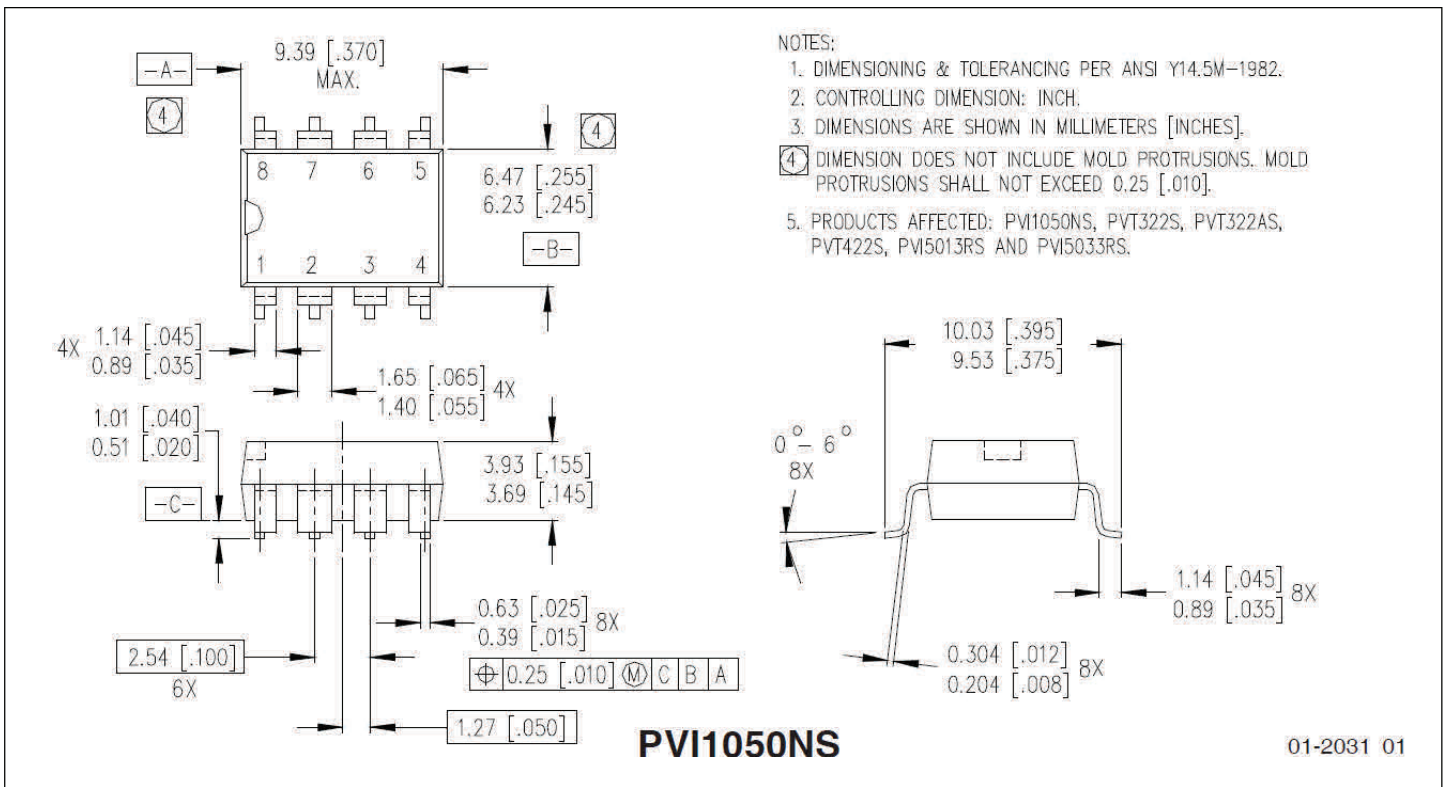 9.39 [.370]
MAX.
-A-
4
4
8 7 6 5
1 2 3 4
6.47 [.255]
6.23 [.245]
-B-
4X 1.14 [.045]
0.89 [.035]
1.65 [.065] 4X
1.40 [.055]
1.01 [.040]
0.51 [.020]
-C-
3.93 [.155]
3.69 [.145]
0.63 [.025] 8X
0.39 [.015]
⌖ 0.25 [.010] Ⓜ C B A
2.54 [.100]
6X
1.27 [.050]
NOTES:
1. DIMENSIONING & TOLERANCING PER ANSI Y14.5M-1982.
2. CONTROLLING DIMENSION: INCH.
3. DIMENSIONS ARE SHOWN IN MILLIMETERS [INCHES].
4 DIMENSION DOES NOT INCLUDE MOLD PROTRUSIONS. MOLD
PROTRUSIONS SHALL NOT EXCEED 0.25 [.010].
5. PRODUCTS AFFECTED: PVI1050NS, PVT322S, PVT322AS,
PVT422S, PVI5013RS AND PVI5033RS.
10.03 [.395]
9.53 [.375]
0° - 6°
8X
1.14 [.045] 8X
0.89 [.035]
0.304 [.012] 8X
0.204 [.008]
PVI1050NS
01-2031 01